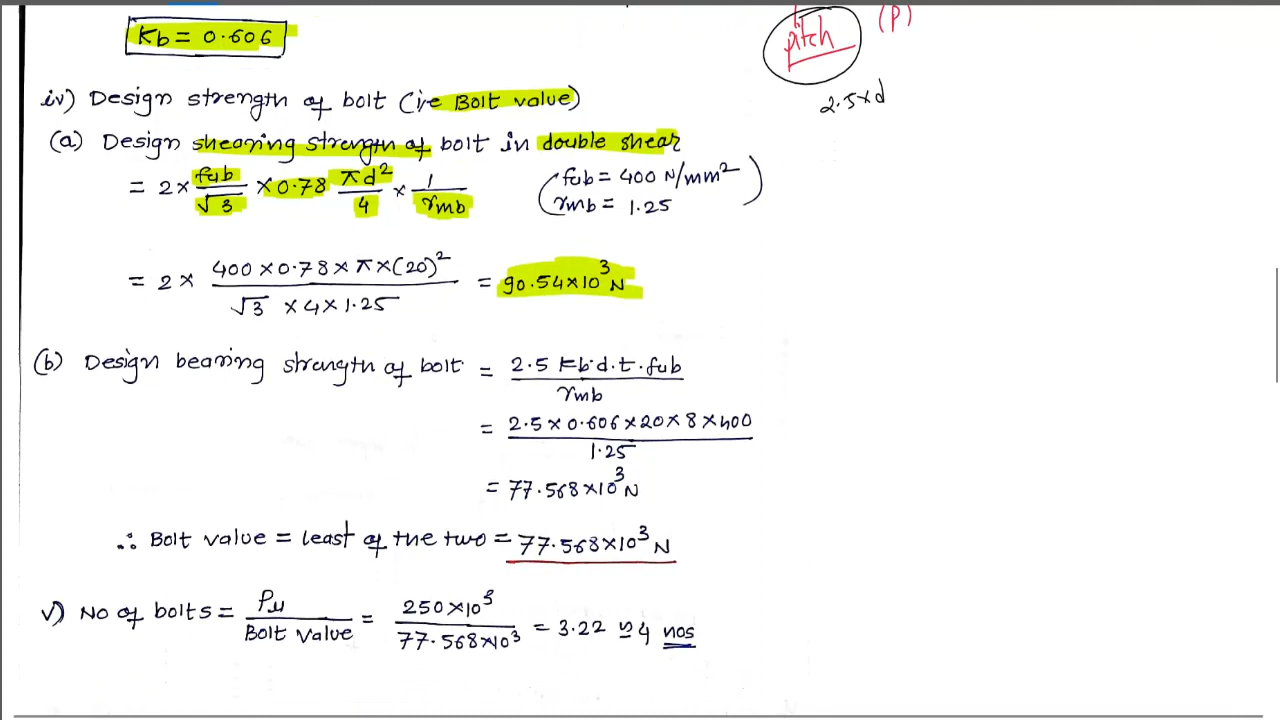 Kb = 0.606
pitch (P)
2.5×d
iv) Design strength of bolt (ie Bolt value)
(a) Design shearing strength of bolt in double shear
= 2 × fub/√3 × 0.78 πd²/4 × 1/γmb (fub = 400 N/mm² γmb = 1.25)
= 2 × 400 × 0.78 × π × (20)² / √3 × 4 × 1.25 = 90.54×10³ N
(b) Design bearing strength of bolt = 2.5 Kb·d.t.fub / γmb
= 2.5 × 0.606 × 20 × 8 × 400 / 1.25
= 77.568×10³ N
∴ Bolt value = least of the two = 77.568×10³ N
v) No of bolts = Pu / Bolt value = 250×10³ / 77.568×10³ = 3.22 ≌ 4 nos